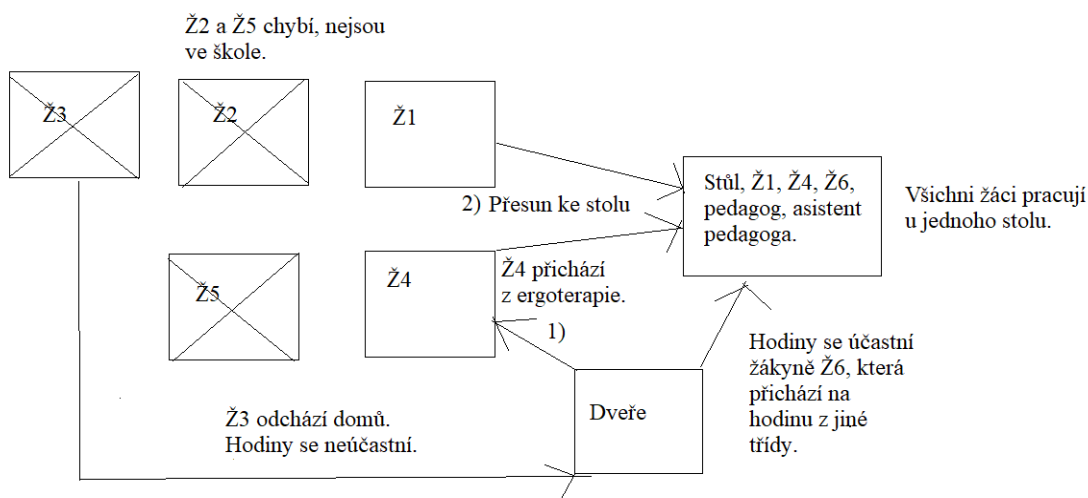 Ž2 a Ž5 chybí, nejsou
ve škole.
Ž3
Ž2
Ž1
Stůl, Ž1, Ž4, Ž6,
pedagog, asistent
pedagoga.
Všichni žáci pracují
u jednoho stolu.
2) Přesun ke stolu
Ž5
Ž4
Ž4 přichází
z ergoterapie.
1)
Hodiny se účastní
žákyně Ž6, která
přichází na
hodinu z jiné
třídy.
Dveře
Ž3 odchází domů.
Hodiny se neúčastní.